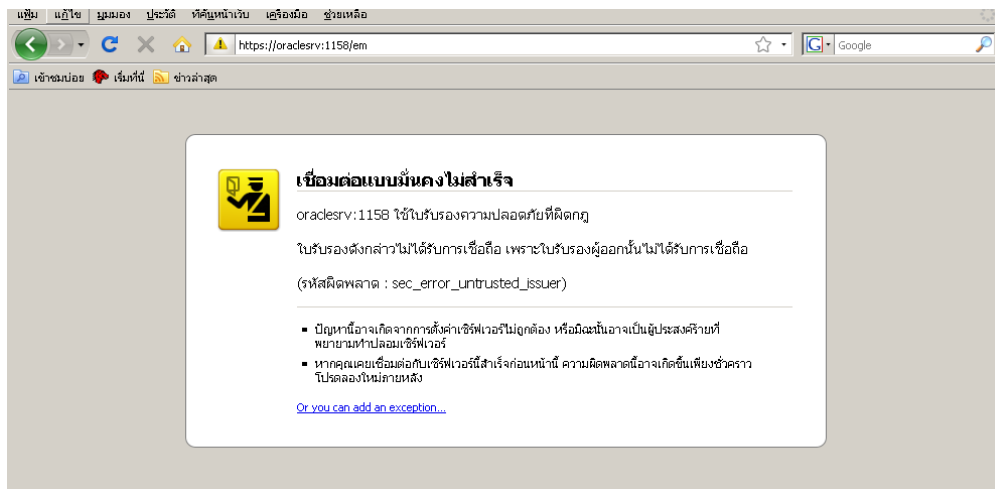 แฟ้ม แก้ไข มุมมอง ประวัติ ที่คั่นหน้าเว็บ เครื่องมือ ช่วยเหลือ
https://oraclesrv:1158/em Google
เข้าชมบ่อย เริ่มที่นี่ ข่าวล่าสุด
เชื่อมต่อแบบมั่นคงไม่สำเร็จ
oraclesrv:1158 ใช้ใบรับรองความปลอดภัยที่ผิดกฎ
ใบรับรองดังกล่าวไม่ได้รับการเชื่อถือ เพราะใบรับรองผู้ออกนั้นไม่ได้รับการเชื่อถือ
(รหัสผิดพลาด : sec_error_untrusted_issuer)
ปัญหานี้อาจเกิดจากการตั้งค่าเซิร์ฟเวอร์ไม่ถูกต้อง หรือมิฉะนั้นอาจเป็นผู้ประสงค์ร้ายที่
พยายามทำปลอมเซิร์ฟเวอร์
หากคุณเคยเชื่อมต่อกับเซิร์ฟเวอร์นี้สำเร็จก่อนหน้านี้ ความผิดพลาดนี้อาจเกิดขึ้นเพียงชั่วคราว
โปรดลองใหม่ภายหลัง
Or you can add an exception...